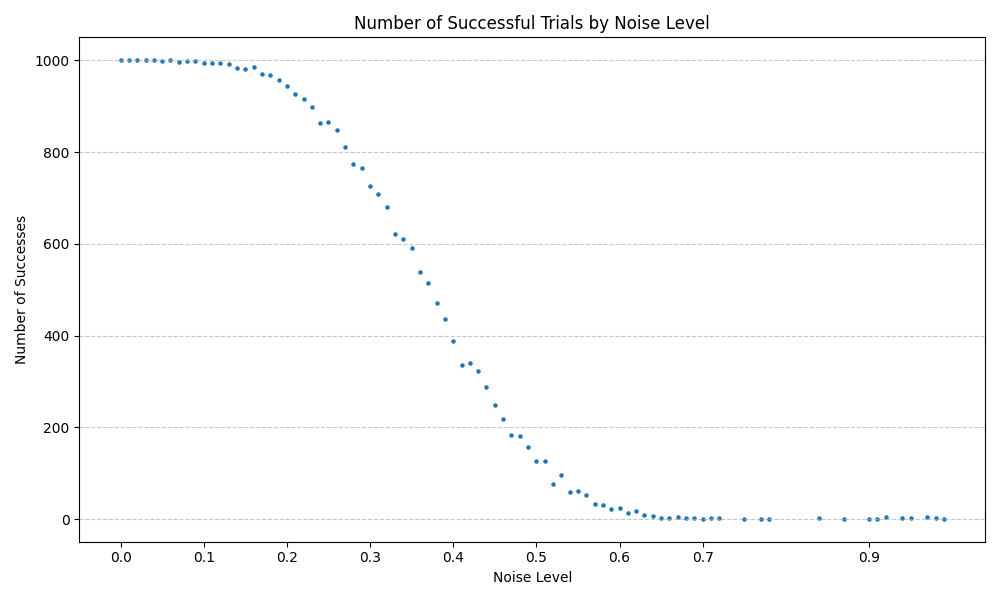 Number of Successful Trials by Noise Level
Number of Successes
1000
800
600
400
200
0
0.0 0.1 0.2 0.3 0.4 0.5 0.6 0.7 0.9
Noise Level